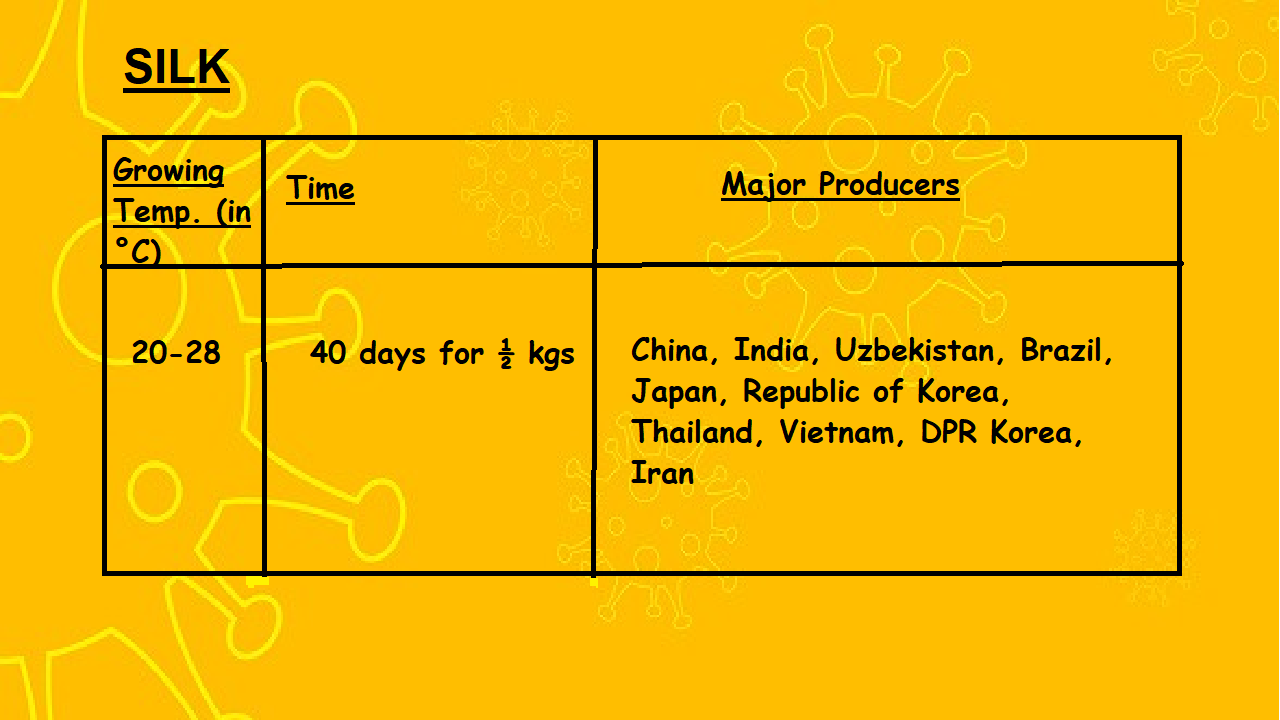 SILK
Growing
Temp. (in
°C)
Time
Major Producers
20-28
40 days for ½ kgs
China, India, Uzbekistan, Brazil,
Japan, Republic of Korea,
Thailand, Vietnam, DPR Korea,
Iran